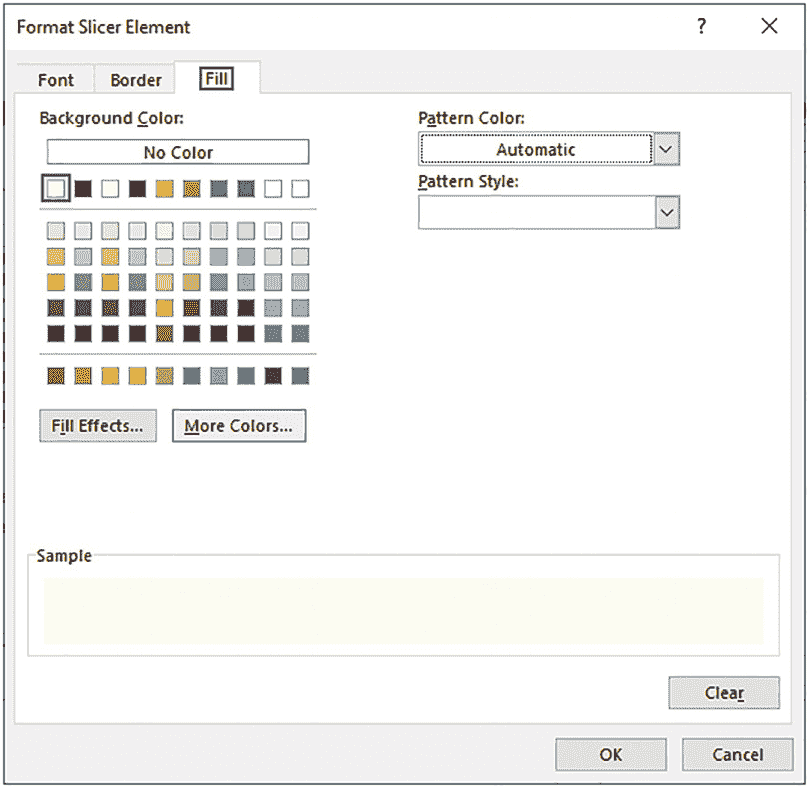 Format Slicer Element ?
Font Border Fill
Background Color:
No Color
Pattern Color:
Automatic
Pattern Style:
Fill Effects... More Colors...
Sample
Clear
OK Cancel